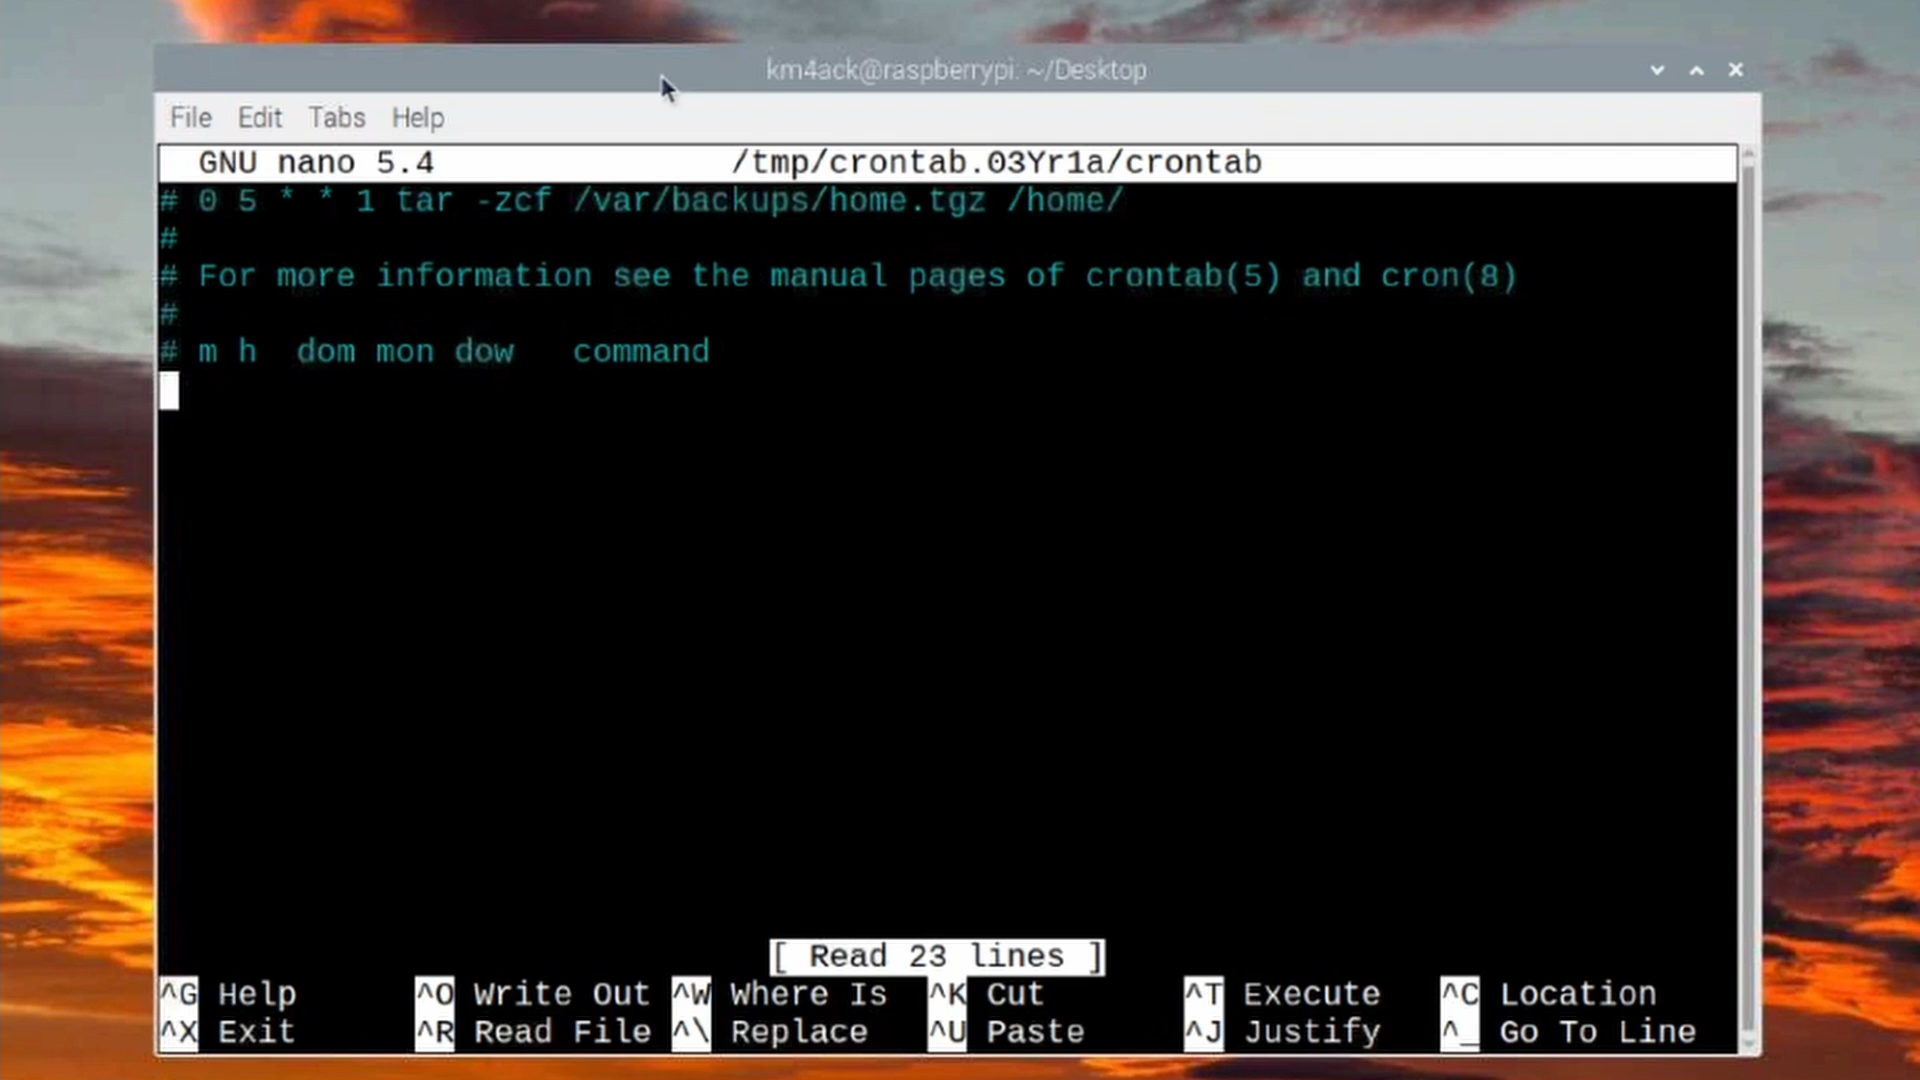 km4ack@raspberrypi: ~/Desktop
File Edit Tabs Help
GNU nano 5.4 /tmp/crontab.03Yr1a/crontab
# 0 5 * * 1 tar -zcf /var/backups/home.tgz /home/
#
# For more information see the manual pages of crontab(5) and cron(8)
#
# m h  dom mon dow   command
[ Read 23 lines ]
^G Help ^O Write Out ^W Where Is ^K Cut ^T Execute ^C Location
^X Exit ^R Read File ^\ Replace ^U Paste ^J Justify ^_ Go To Line